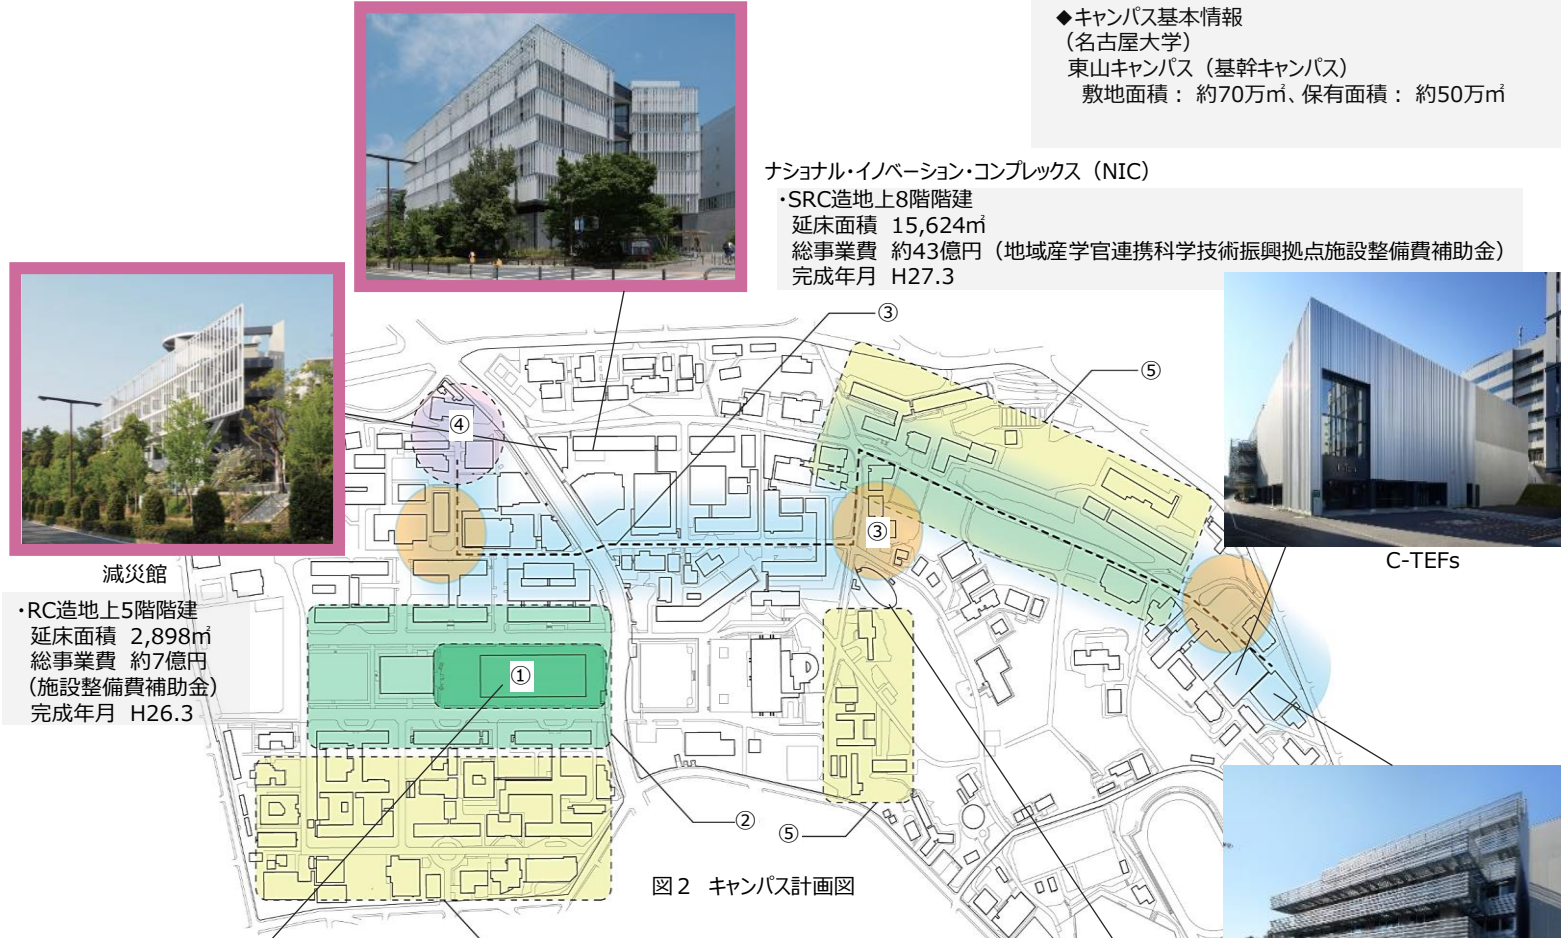 ◆キャンパス基本情報
（名古屋大学）
東山キャンパス（基幹キャンパス）
敷地面積： 約70万㎡、保有面積： 約50万㎡
ナショナル・イノベーション・コンプレックス（NIC）
・SRC造地上8階階建
延床面積 15,624㎡
総事業費 約43億円（地域産学官連携科学技術振興拠点施設整備費補助金）
完成年月 H27.3
③
⑤
④
③
C-TEFs
減災館
・RC造地上5階階建
延床面積 2,898㎡
総事業費 約7億円
（施設整備費補助金）
完成年月 H26.3
①
②
⑤
図２ キャンパス計画図